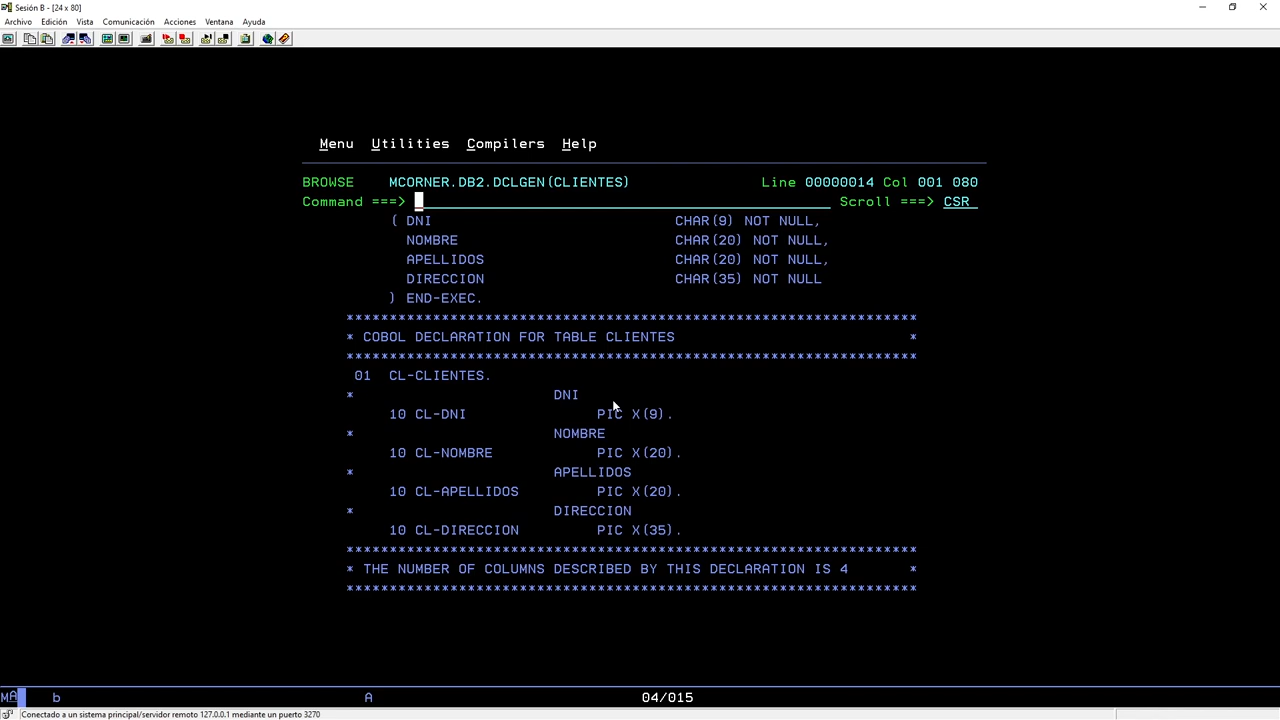 Sesión B - [24 x 80]
Archivo Edición Vista Comunicación Acciones Ventana Ayuda
Menu Utilities Compilers Help
BROWSE MCORNER.DB2.DCLGEN(CLIENTES) Line 00000014 Col 001 080
Command ===> Scroll ===> CSR
( DNI CHAR(9) NOT NULL,
NOMBRE CHAR(20) NOT NULL,
APELLIDOS CHAR(20) NOT NULL,
DIRECCION CHAR(35) NOT NULL
) END-EXEC.
******************************************************************
* COBOL DECLARATION FOR TABLE CLIENTES *
******************************************************************
01 CL-CLIENTES.
* DNI
10 CL-DNI PIC X(9).
* NOMBRE
10 CL-NOMBRE PIC X(20).
* APELLIDOS
10 CL-APELLIDOS PIC X(20).
* DIRECCION
10 CL-DIRECCION PIC X(35).
******************************************************************
* THE NUMBER OF COLUMNS DESCRIBED BY THIS DECLARATION IS 4 *
******************************************************************
MA b A 04/015
Conectado a un sistema principal/servidor remoto 127.0.0.1 mediante un puerto 3270